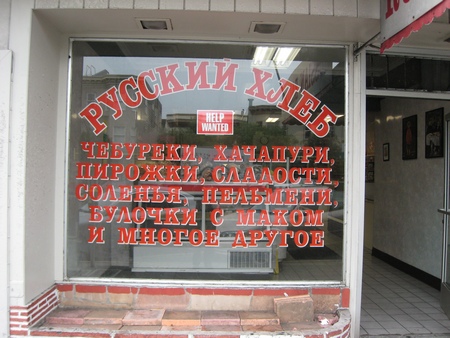 РУССКИЙ ХЛЕБ
HELP
WANTED
ЧЕБУРЕКИ, ХАЧАПУРИ,
ПИРОЖКИ, СЛАДОСТИ,
СОЛЕНЬЯ, ПЕЛЬМЕНИ,
БУЛОЧКИ С МАКОМ
И МНОГОЕ ДРУГОЕ